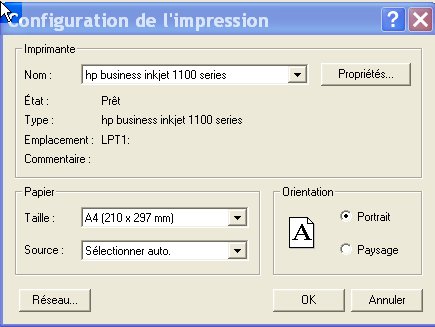 Configuration de l'impression
Imprimante
Nom : hp business inkjet 1100 series Propriétés...
État : Prêt
Type : hp business inkjet 1100 series
Emplacement : LPT1:
Commentaire :
Papier Orientation
Taille : A4 (210 x 297 mm) A Portrait
Source : Sélectionner auto. Paysage
Réseau... OK Annuler